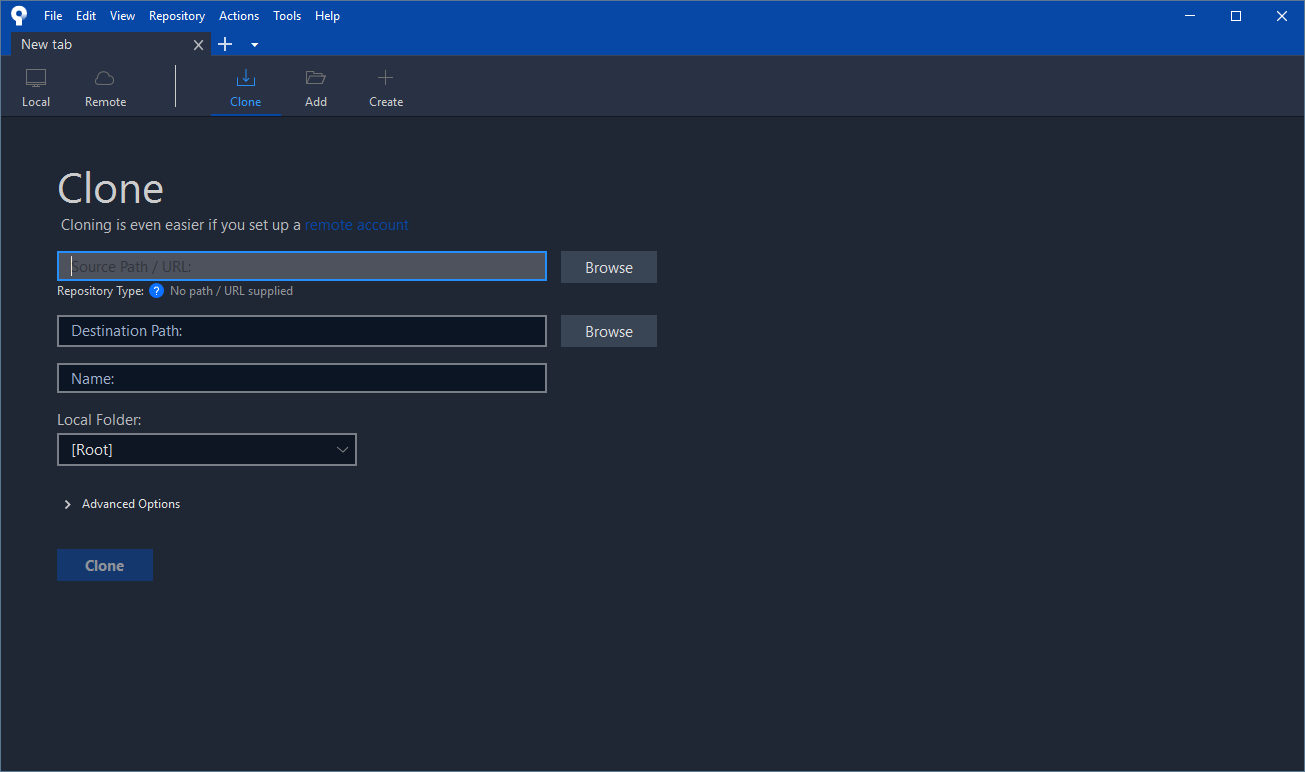 File Edit View Repository Actions Tools Help
New tab
Local Remote Clone Add Create
Clone
Cloning is even easier if you set up a remote account
Source Path / URL: Browse
Repository Type: ? No path / URL supplied
Destination Path: Browse
Name:
Local Folder:
[Root]
Advanced Options
Clone